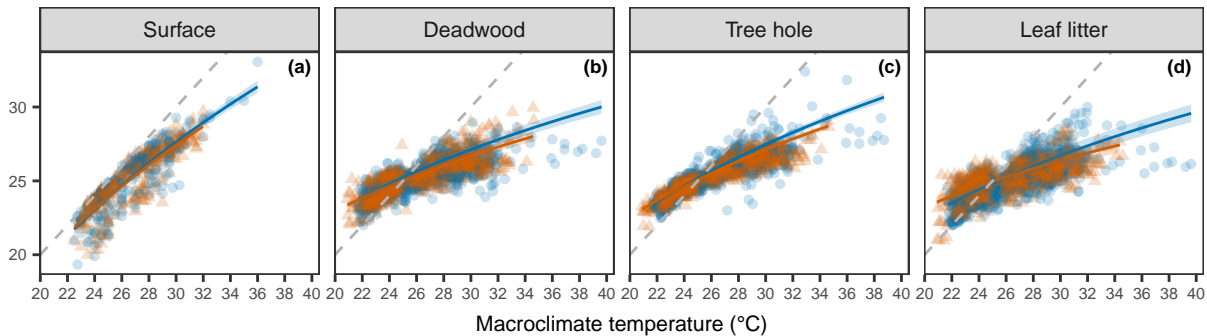 Surface Deadwood Tree hole Leaf litter
(a) (b) (c) (d)
30
25
20
20 22 24 26 28 30 32 34 36 38 40 20 22 24 26 28 30 32 34 36 38 40 20 22 24 26 28 30 32 34 36 38 40 20 22 24 26 28 30 32 34 36 38 40
Macroclimate temperature (°C)